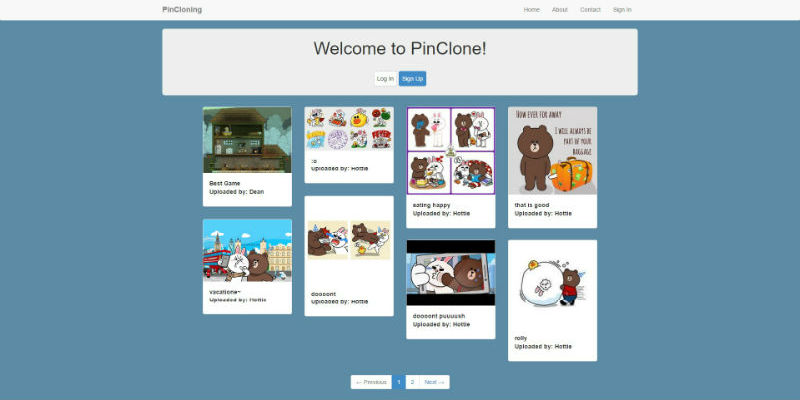 PinCloning
Home
About
Contact
Sign In
Welcome to PinClone!
Log In
Sign Up
Best Game
Uploaded by: Dean
:o
Uploaded by: Hottie
eating happy
Uploaded by: Hottie
HOW EVER FOR AWAY
I WILL ALWAYS BE
PART OF YOUR
BAGGAGE
that is good
Uploaded by: Hottie
vacations~
Uploaded by: Hottie
doooont
Uploaded by: Hottie
doooont puuuush
Uploaded by: Hottie
rolly
Uploaded by: Hottie
← Previous
1
2
Next →